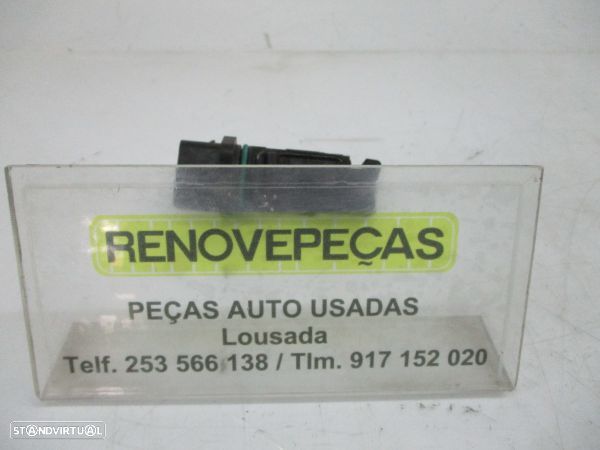 RENOVEPEÇAS
PEÇAS AUTO USADAS
Lousada
Telf. 253 566 138 / Tlm. 917 152 020
STANDVIRTUAL